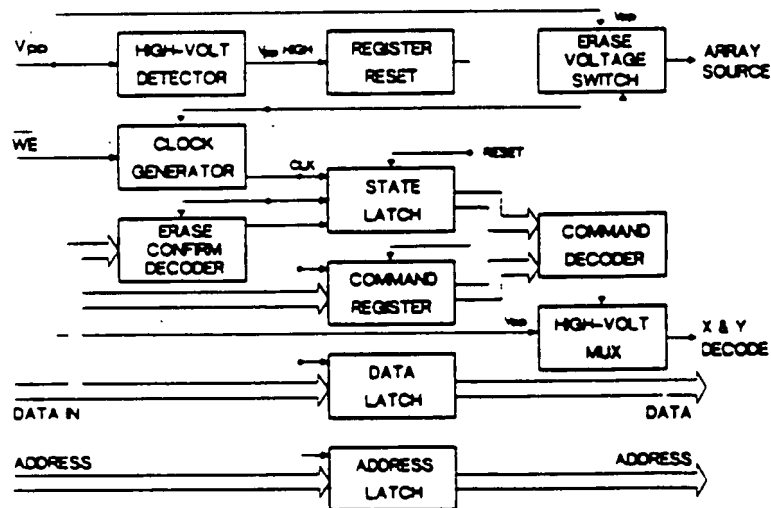 Vpp
Vpp
HIGH-VOLT
DETECTOR
Vpp HIGH
REGISTER
RESET
ERASE
VOLTAGE
SWITCH
ARRAY
SOURCE
WE
CLOCK
GENERATOR
CLK
RESET
STATE
LATCH
ERASE
CONFIRM
DECODER
COMMAND
DECODER
COMMAND
REGISTER
Vpp
HIGH-VOLT
MUX
X & Y
DECODE
DATA IN
DATA
LATCH
DATA
ADDRESS
ADDRESS
LATCH
ADDRESS